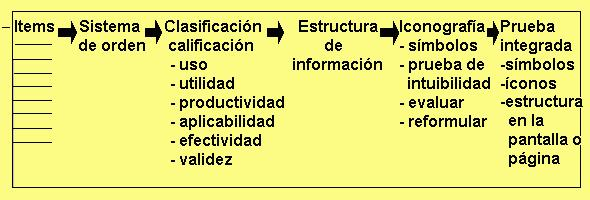 Items
Sistema
de orden
Clasificación
calificación
- uso
- utilidad
- productividad
- aplicabilidad
- efectividad
- validez
Estructura
de
información
Iconografía
- símbolos
- prueba de
intuibilidad
- evaluar
- reformular
Prueba
integrada
-símbolos
-íconos
-estructura
en la
pantalla o
página